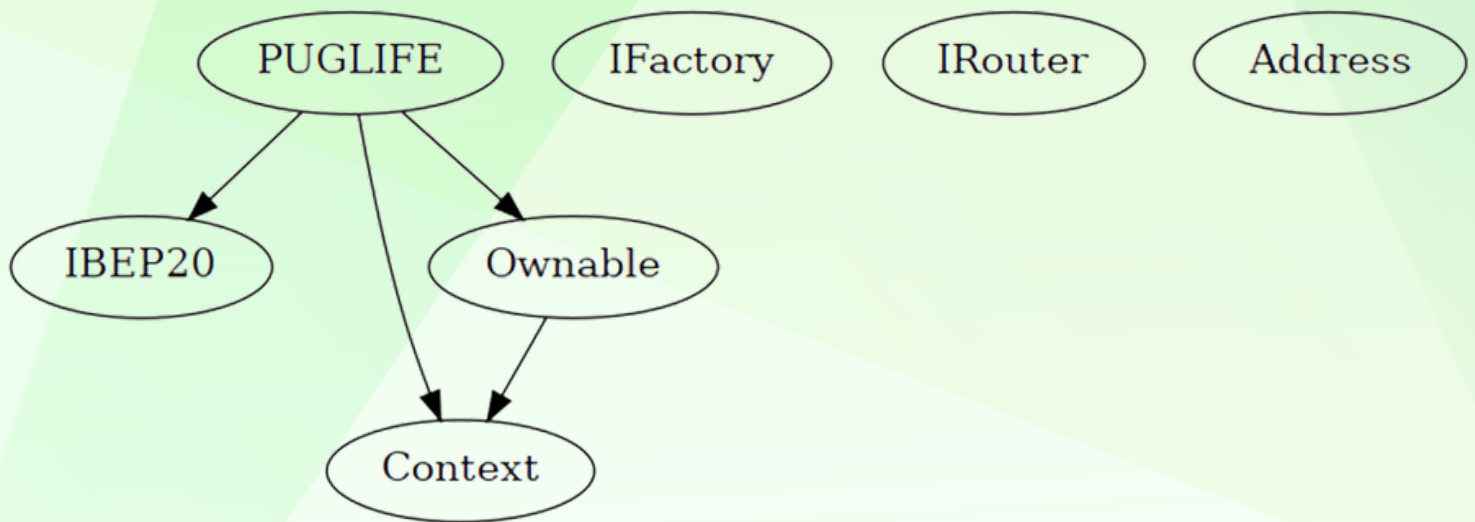 PUGLIFE
IFactory
IRouter
Address
IBEP20
Ownable
Context